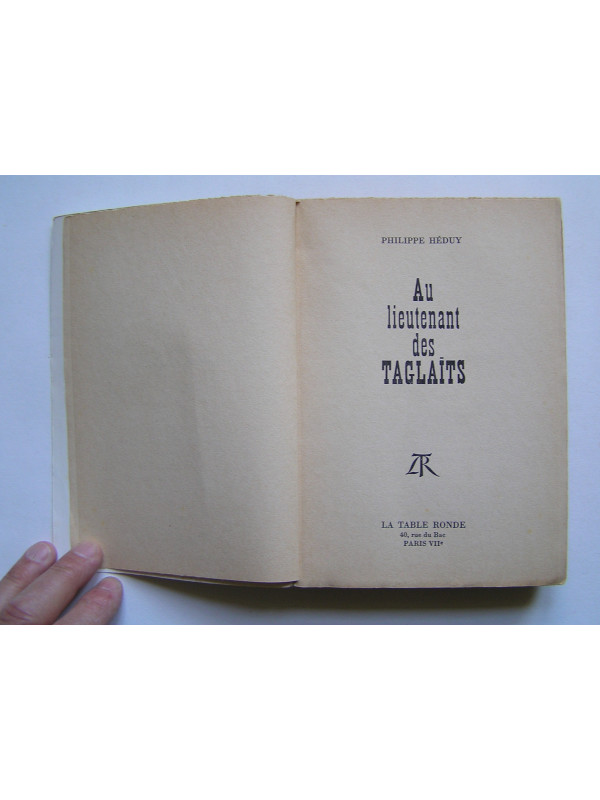 PHILIPPE HÉDUY
Au
lieutenant
des
TAGLAÏTS
LTR
LA TABLE RONDE
40, rue du Bac
PARIS VIIᵉ